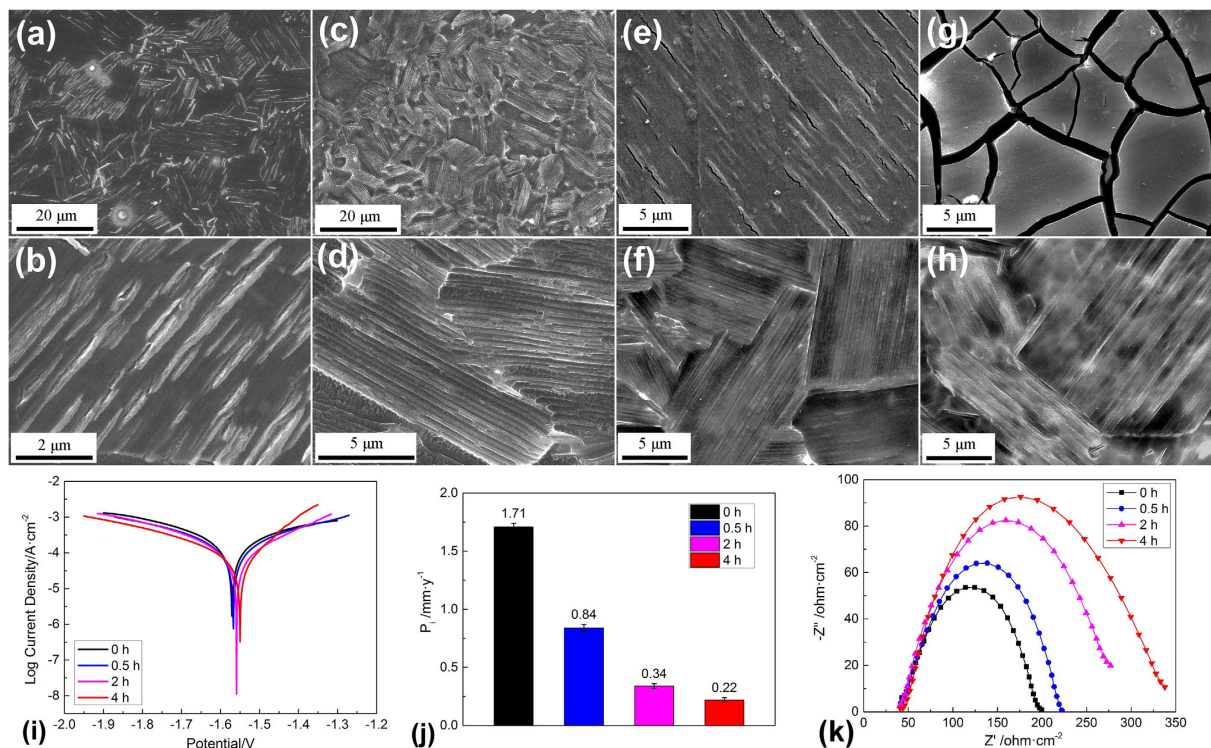 (a)
(c)
(e)
(g)
20 μm
20 μm
5 μm
5 μm
(b)
(d)
(f)
(h)
2 μm
5 μm
5 μm
5 μm
-2
-3
-4
-5
-6
-7
-8
Log Current Density/A·cm-2
0 h
0.5 h
2 h
4 h
(i)
-2.0 -1.9 -1.8 -1.7 -1.6 -1.5 -1.4 -1.3 -1.2
Potential/V
2.0
1.5
1.0
0.5
0.0
Pi /mm·y-1
1.71
0.84
0.34
0.22
0 h
0.5 h
2 h
4 h
(j)
100
80
60
40
20
0
-Z'' /ohm·cm-2
0 h
0.5 h
2 h
4 h
0 50 100 150 200 250 300 350
(k)
Z' /ohm·cm-2